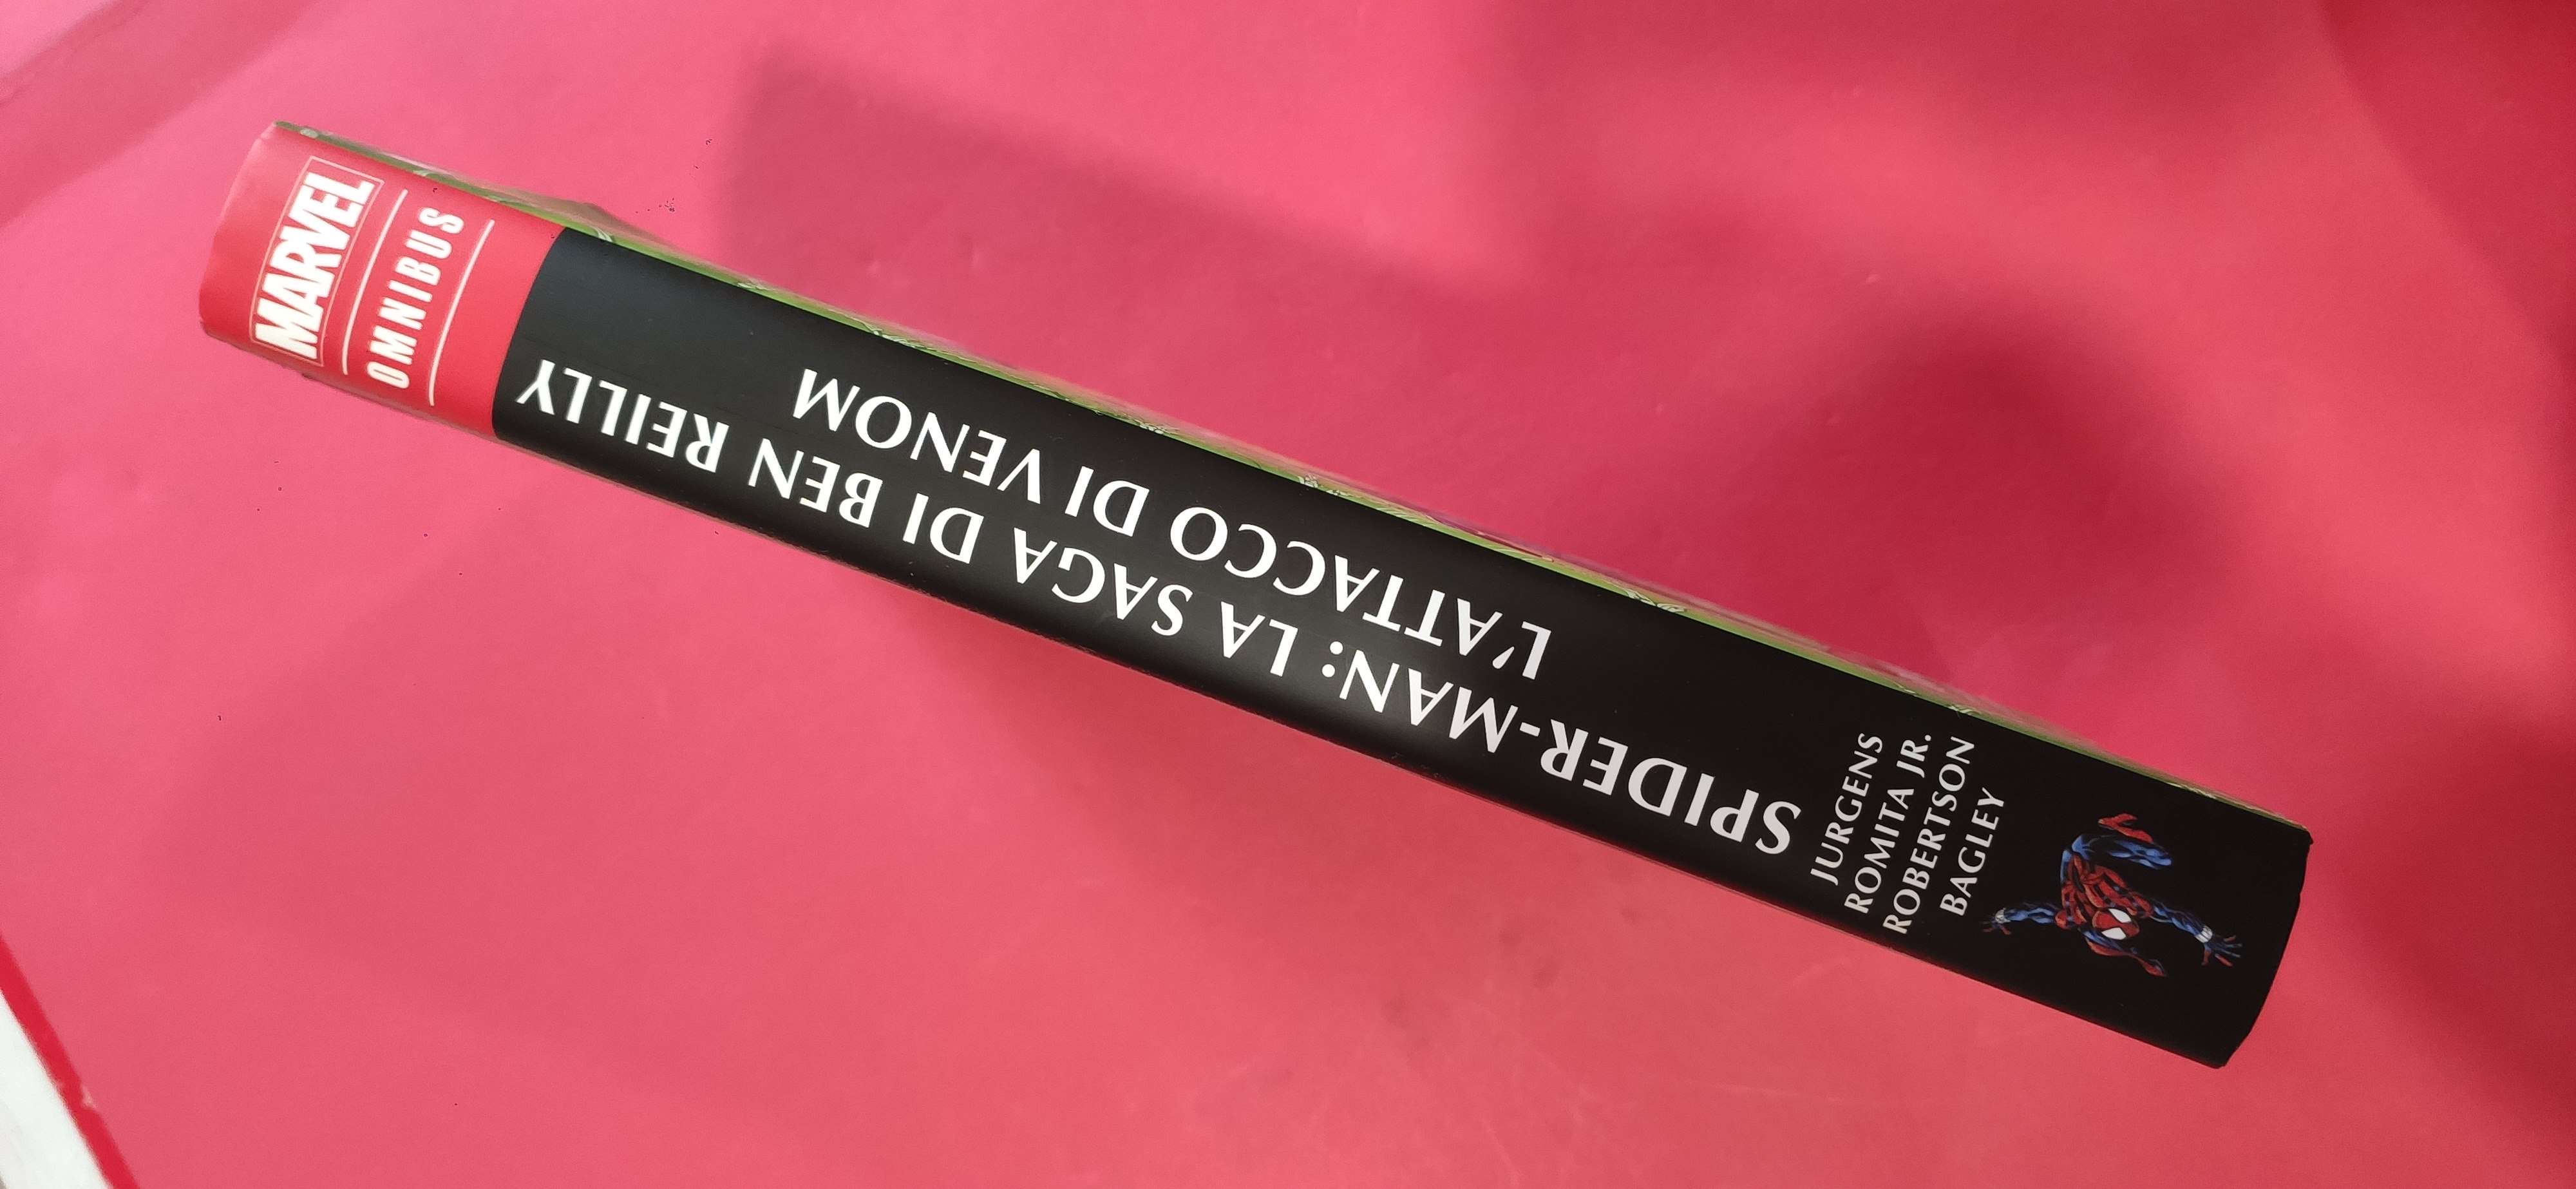 MARVEL
OMNIBUS
SPIDER-MAN: LA SAGA DI BEN REILLY
L'ATTACCO DI VENOM
JURGENS
ROMITA JR.
ROBERTSON
BAGLEY